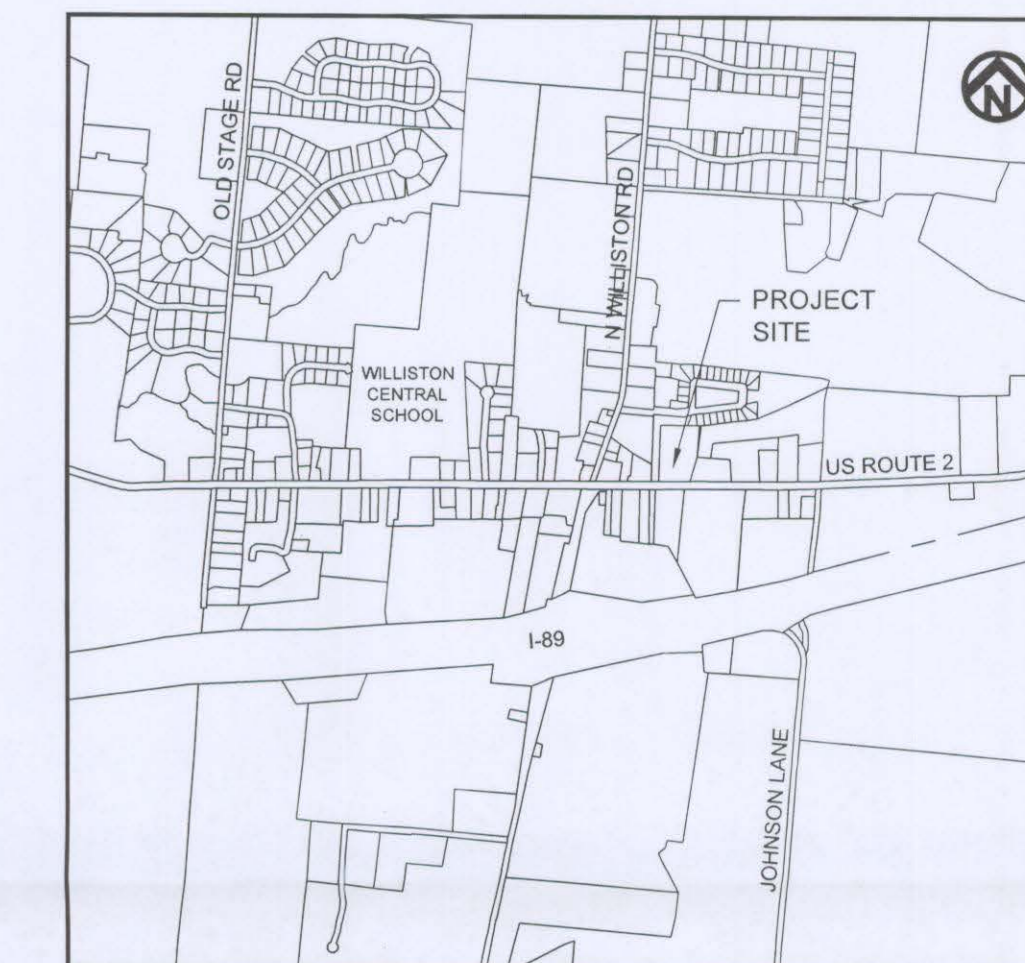 OLD STAGE RD
N WILLISTON RD
N
PROJECT
SITE
WILLISTON
CENTRAL
SCHOOL
US ROUTE 2
I-89
JOHNSON LANE